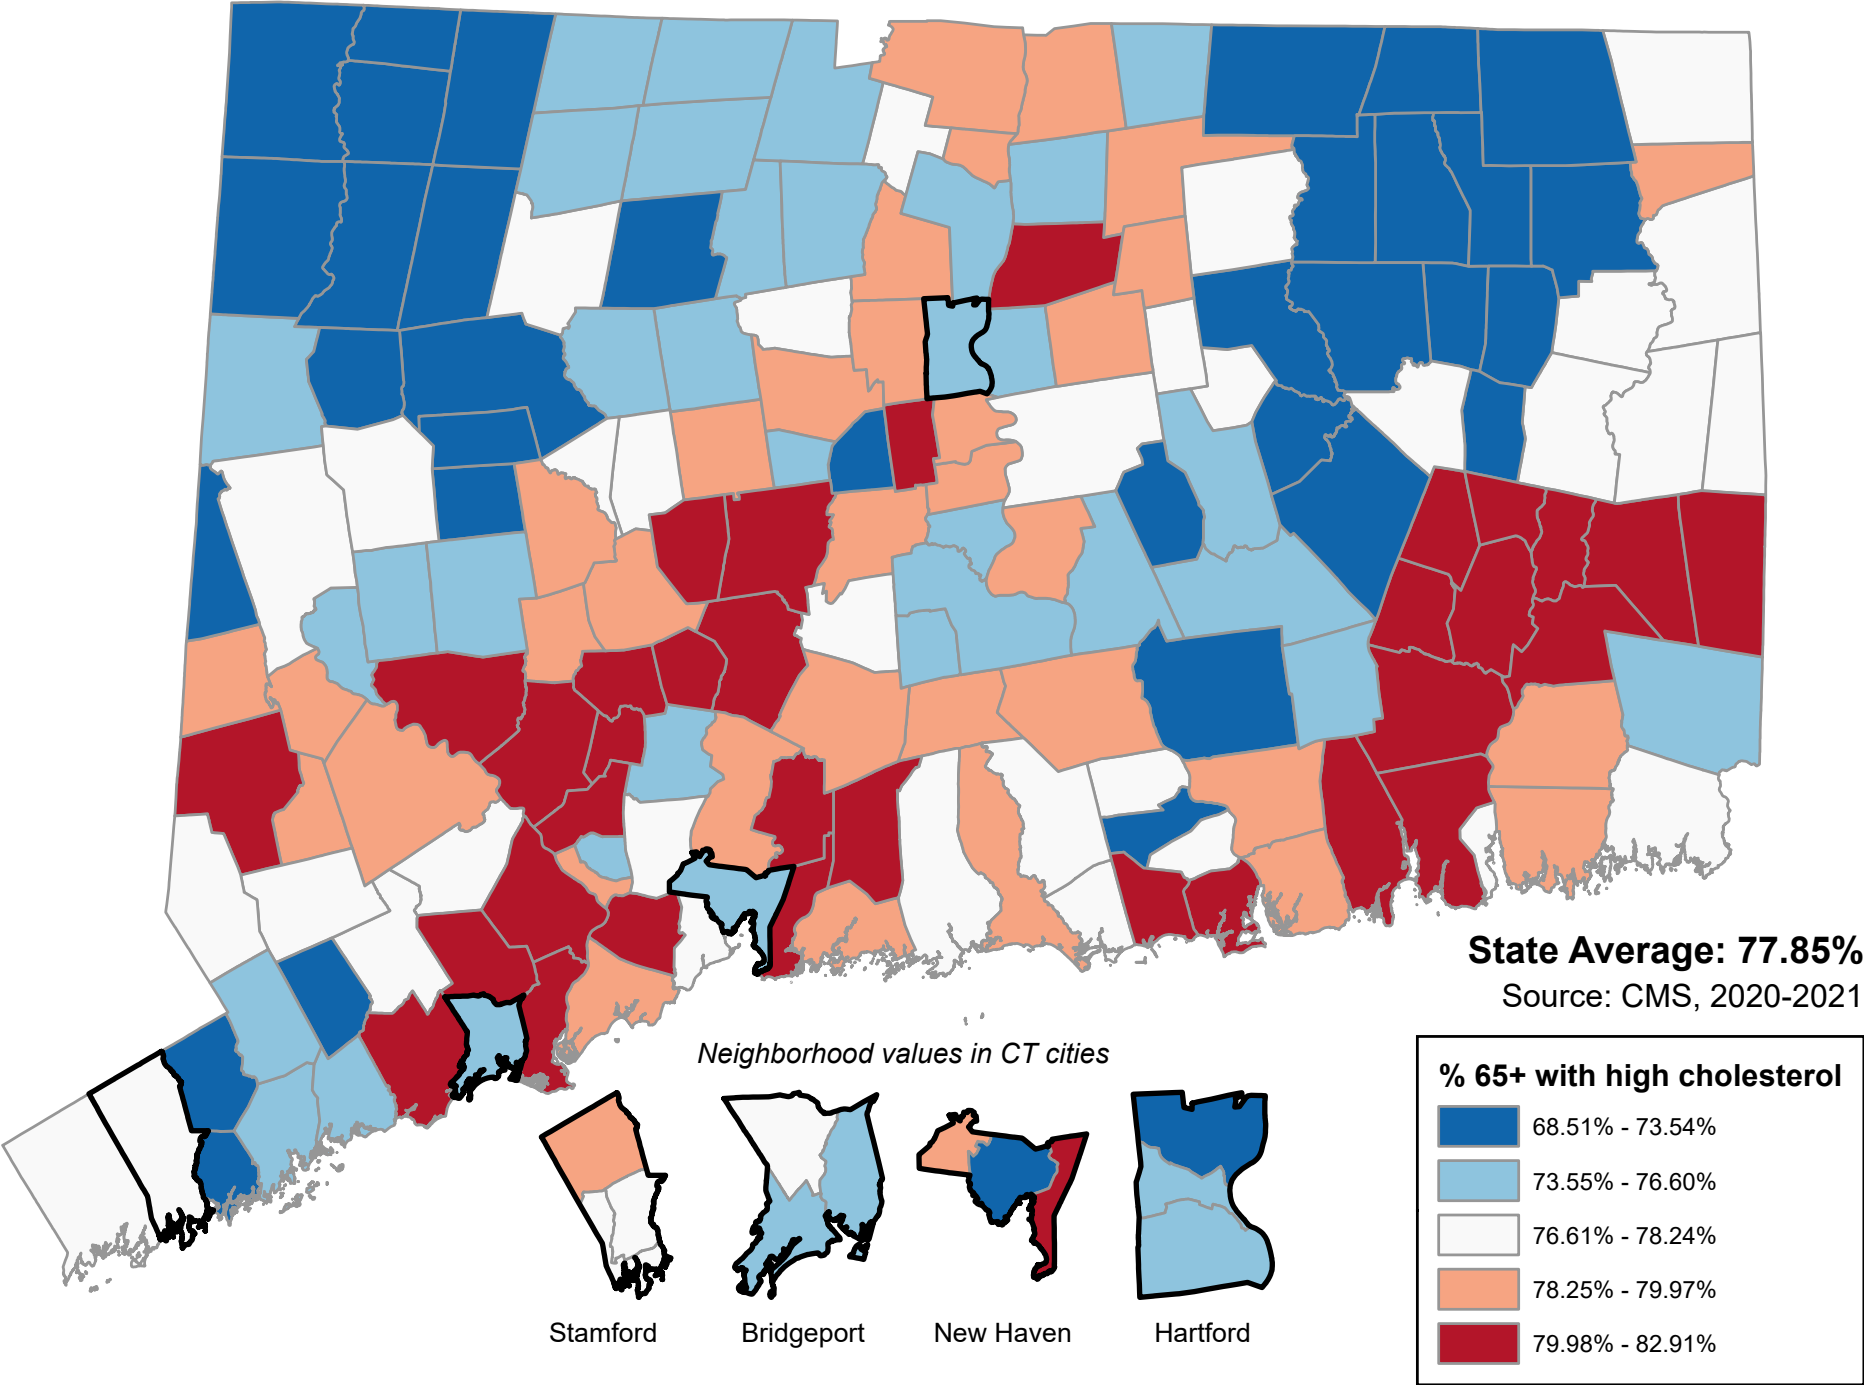 State Average: 77.85%
Source: CMS, 2020-2021
Neighborhood values in CT cities
% 65+ with high cholesterol
68.51% - 73.54%
73.55% - 76.60%
76.61% - 78.24%
78.25% - 79.97%
79.98% - 82.91%
Stamford
Bridgeport
New Haven
Hartford